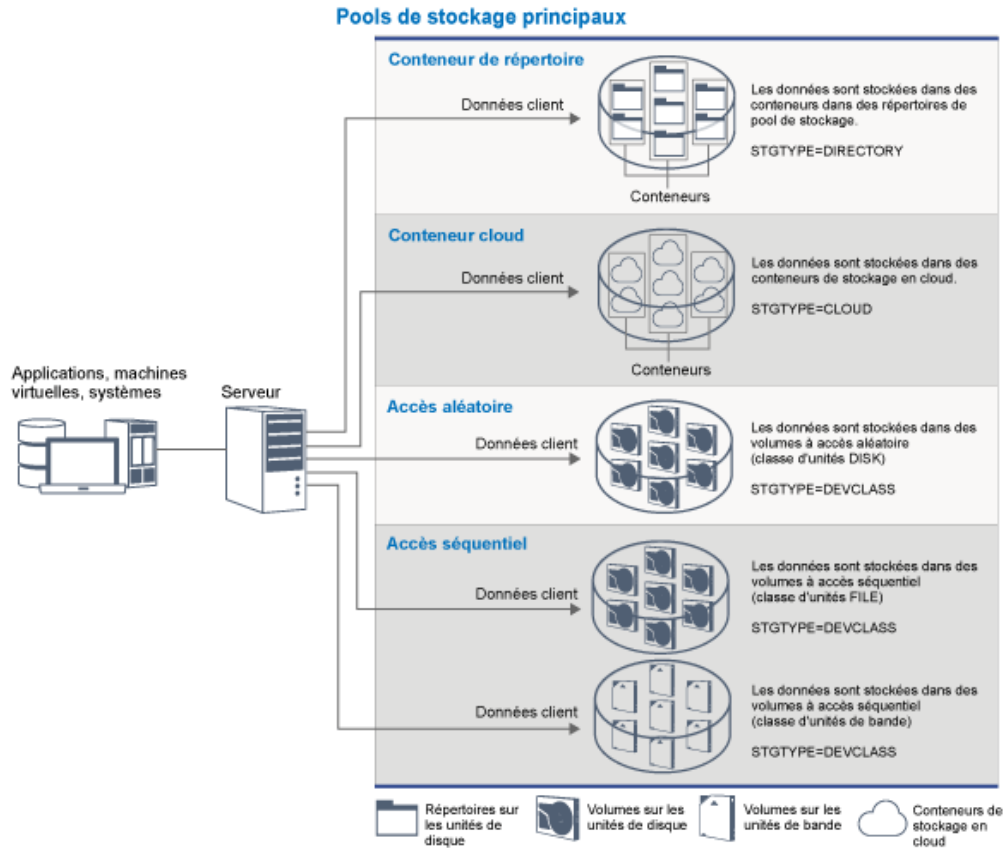 Pools de stockage principaux
Conteneur de répertoire
Données client
Les données sont stockées dans des
conteneurs dans des répertoires de
pool de stockage.
STGTYPE=DIRECTORY
Conteneurs
Conteneur cloud
Données client
Les données sont stockées dans des
conteneurs de stockage en cloud.
STGTYPE=CLOUD
Conteneurs
Applications, machines
virtuelles, systèmes
Serveur
Accès aléatoire
Données client
Les données sont stockées dans des
volumes à accès aléatoire
(classe d'unités DISK)
STGTYPE=DEVCLASS
Accès séquentiel
Données client
Les données sont stockées dans des
volumes à accès séquentiel
(classe d'unités FILE)
STGTYPE=DEVCLASS
Données client
Les données sont stockées dans des
volumes à accès séquentiel
(classe d'unités de bande)
STGTYPE=DEVCLASS
Répertoires sur
les unités de
disque
Volumes sur les
unités de disque
Volumes sur les
unités de bande
Conteneurs de
stockage en
cloud